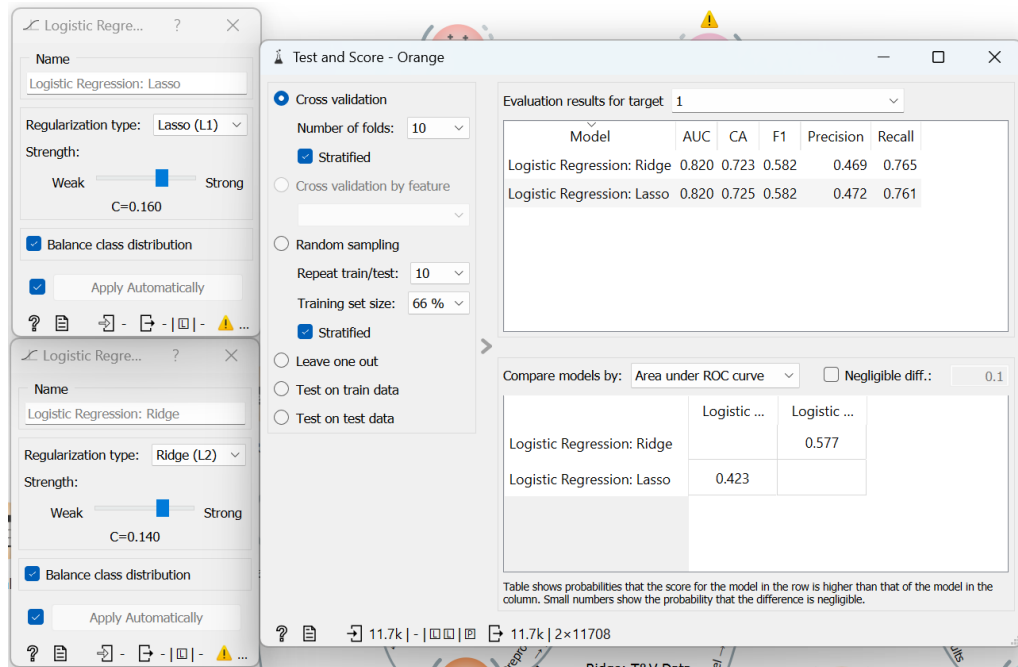 Logistic Regre... ?
Name
Logistic Regression: Lasso
Regularization type: Lasso (L1)
Strength:
Weak Strong
C=0.160
Balance class distribution
Apply Automatically
? - - | - ...
Logistic Regre... ?
Name
Logistic Regression: Ridge
Regularization type: Ridge (L2)
Strength:
Weak Strong
C=0.140
Balance class distribution
Apply Automatically
? - - | - ...
Test and Score - Orange
Cross validation
Number of folds: 10
Stratified
Cross validation by feature
Random sampling
Repeat train/test: 10
Training set size: 66 %
Stratified
Leave one out
Test on train data
Test on test data
Evaluation results for target 1
Model AUC CA F1 Precision Recall
Logistic Regression: Ridge 0.820 0.723 0.582 0.469 0.765
Logistic Regression: Lasso 0.820 0.725 0.582 0.472 0.761
Compare models by: Area under ROC curve Negligible diff.: 0.1
Logistic ... Logistic ...
Logistic Regression: Ridge 0.577
Logistic Regression: Lasso 0.423
Table shows probabilities that the score for the model in the row is higher than that of the model in the
column. Small numbers show the probability that the difference is negligible.
? 11.7k | - | 11.7k | 2×11708